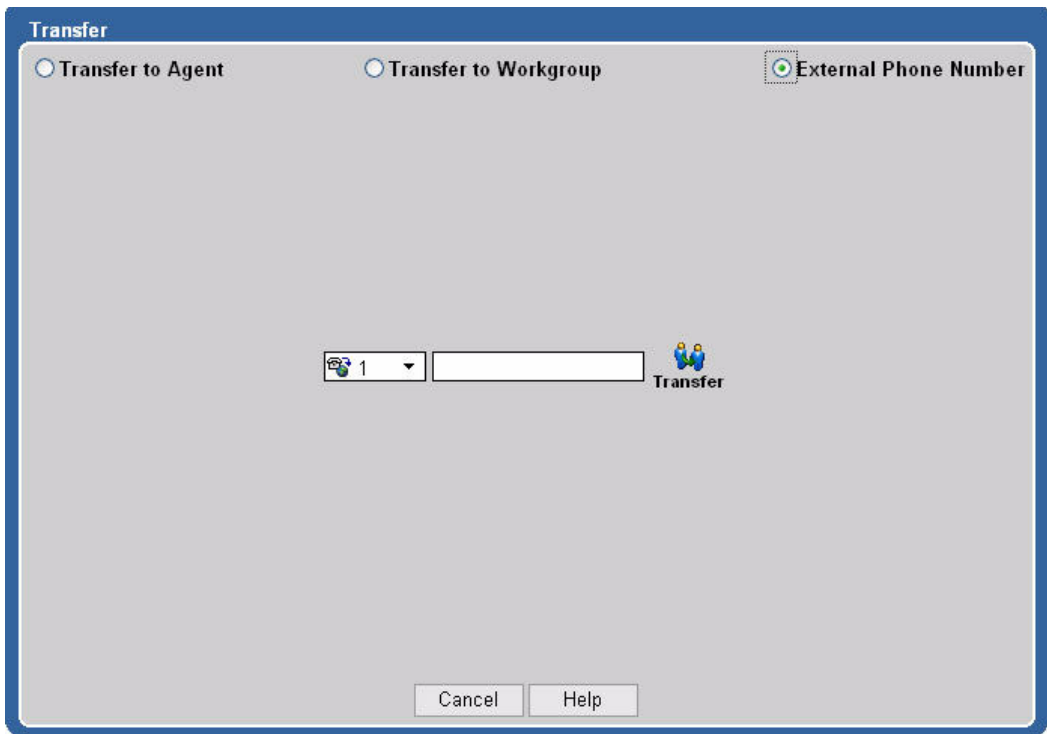 Transfer
Transfer to Agent Transfer to Workgroup External Phone Number
1
Transfer
Cancel Help